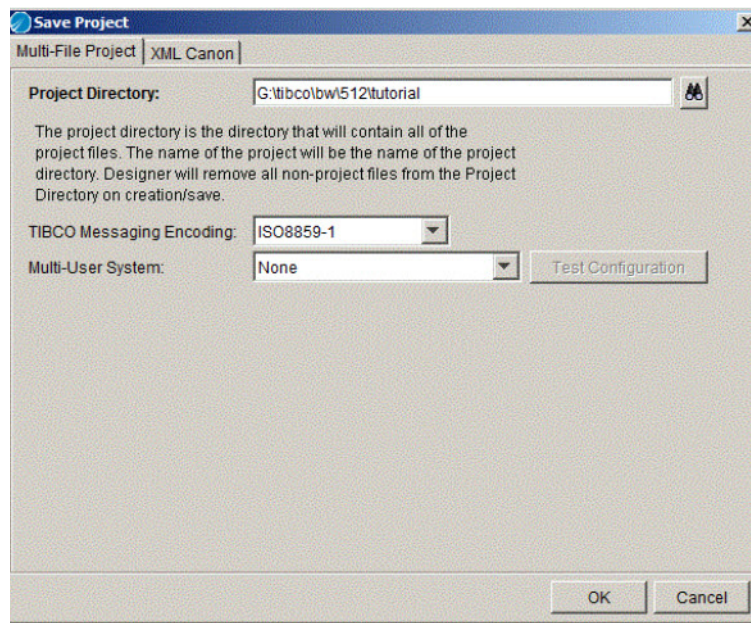 Save Project
Multi-File Project XML Canon
Project Directory: G:\tibco\bw\512\tutorial
The project directory is the directory that will contain all of the
project files. The name of the project will be the name of the project
directory. Designer will remove all non-project files from the Project
Directory on creation/save.
TIBCO Messaging Encoding: ISO8859-1
Multi-User System: None Test Configuration
OK Cancel